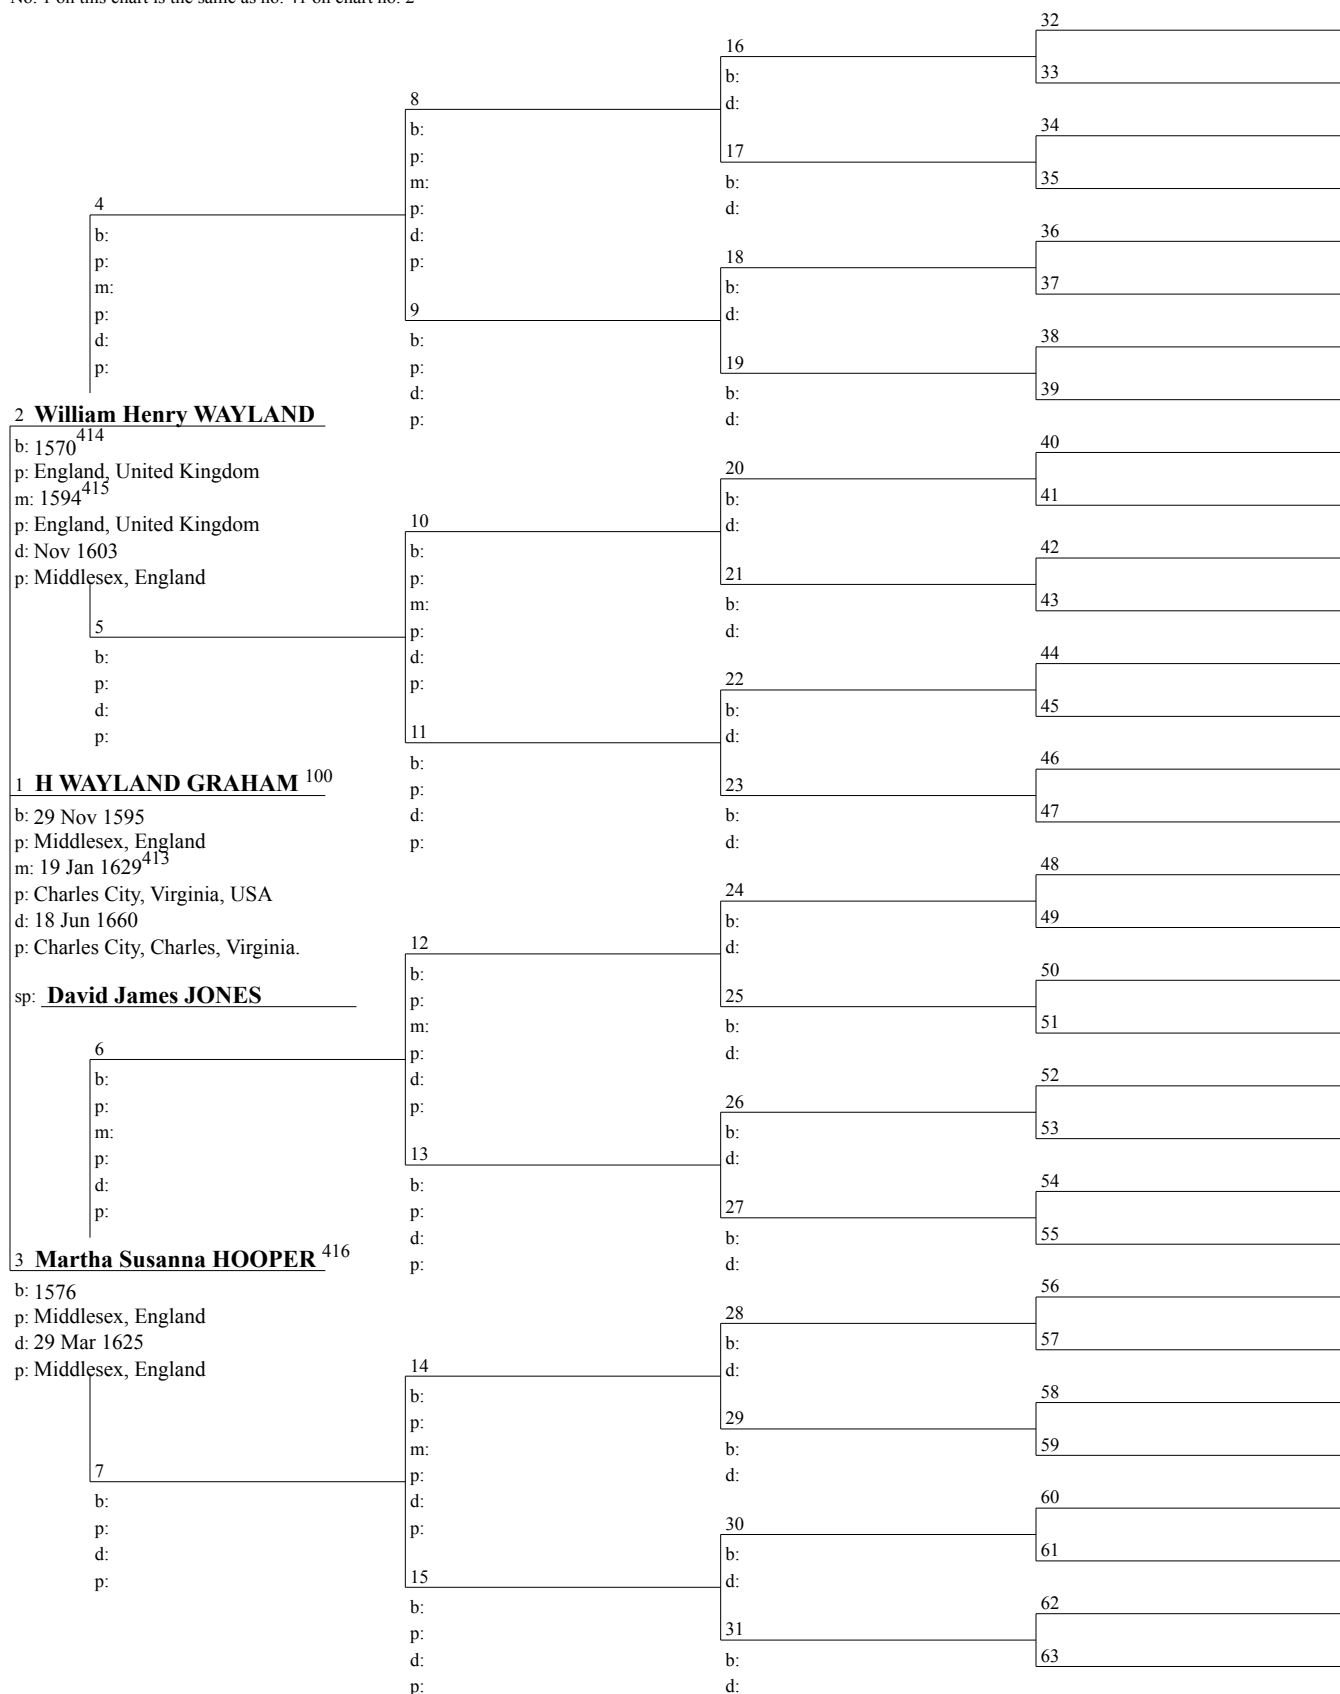 No. 1 on this chart is the same as no. 41 on chart no. 2
4
b:
p:
m:
p:
d:
p:
2 William Henry WAYLAND
b: 1570414
p: England, United Kingdom
m: 1594415
p: England, United Kingdom
d: Nov 1603
p: Middlesex, England
5
b:
p:
d:
p:
1 H WAYLAND GRAHAM 100
b: 29 Nov 1595
p: Middlesex, England
m: 19 Jan 1629413
p: Charles City, Virginia, USA
d: 18 Jun 1660
p: Charles City, Charles, Virginia.
sp: David James JONES
6
b:
p:
m:
p:
d:
p:
3 Martha Susanna HOOPER 416
b: 1576
p: Middlesex, England
d: 29 Mar 1625
p: Middlesex, England
7
b:
p:
d:
p:
8
b:
p:
m:
p:
d:
p:
9
b:
p:
d:
p:
10
b:
p:
m:
p:
d:
p:
11
b:
p:
d:
p:
12
b:
p:
m:
p:
d:
p:
13
b:
p:
d:
p:
14
b:
p:
m:
p:
d:
p:
15
b:
p:
d:
p:
16
b:
d:
17
b:
d:
18
b:
d:
19
b:
d:
20
b:
d:
21
b:
d:
22
b:
d:
23
b:
d:
24
b:
d:
25
b:
d:
26
b:
d:
27
b:
d:
28
b:
d:
29
b:
d:
30
b:
d:
31
b:
d:
32
33
34
35
36
37
38
39
40
41
42
43
44
45
46
47
48
49
50
51
52
53
54
55
56
57
58
59
60
61
62
63